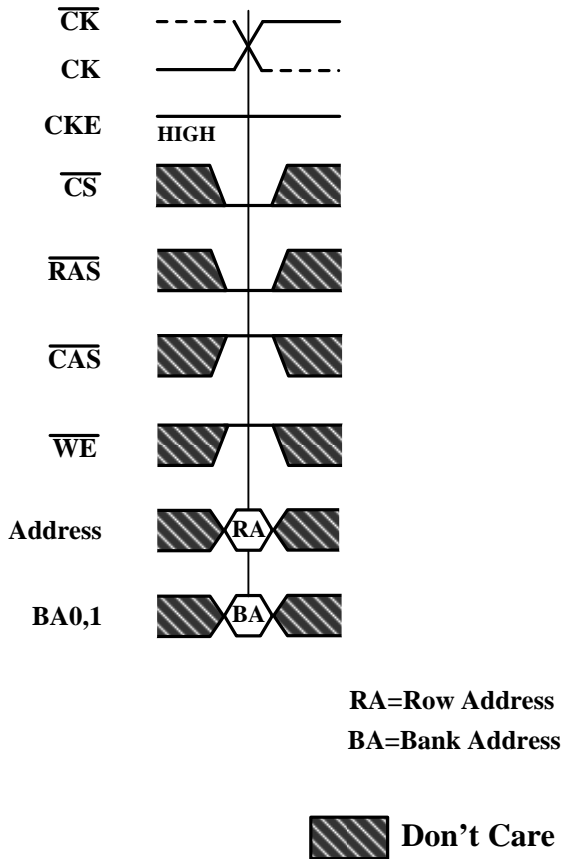 CK
CK
CKE
HIGH
CS
RAS
CAS
WE
Address
RA
BA0,1
BA
RA=Row Address
BA=Bank Address
Don't Care